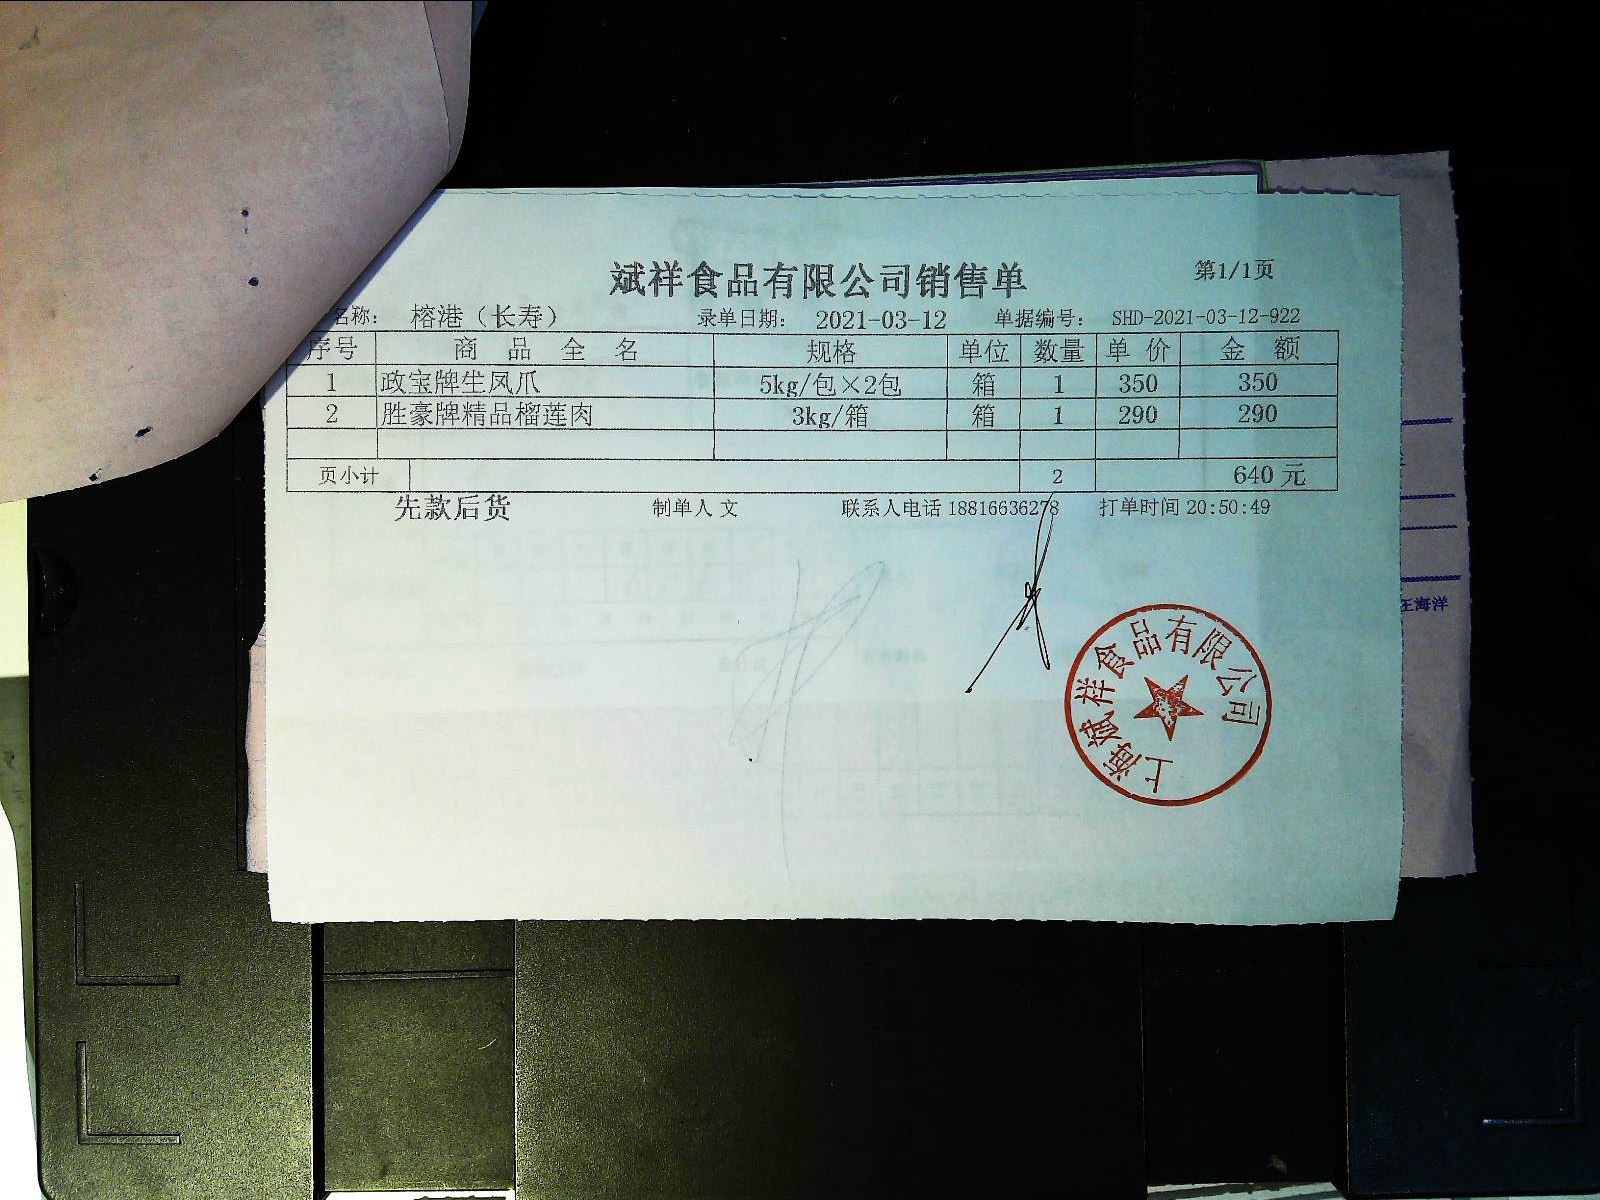 斌祥食品有限公司销售单 第1/1页
名称： 榕港（长寿） 录单日期： 2021-03-12 单据编号： SHD-2021-03-12-922
序号 商品全名 规格 单位 数量 单价 金额
1 政宝牌生凤爪 5kg/包×2包 箱 1 350 350
2 胜豪牌精品榴莲肉 3kg/箱 箱 1 290 290
页小计 2 640元
先款后货 制单人 文 联系人电话 18816636278 打单时间 20:50:49
上海斌祥食品有限公司
王海洋